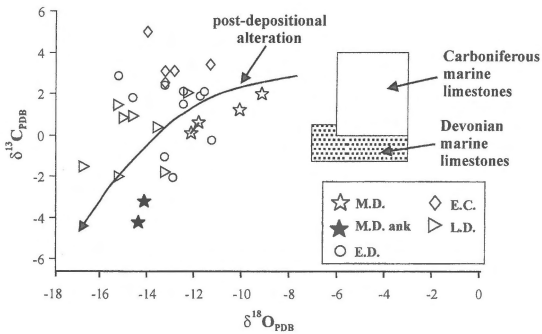 post-depositional
alteration
Carboniferous
marine
limestones
Devonian
marine
limestones
☆ M.D.
★ M.D. ank
○ E.D.
◇ E.C.
▷ L.D.
6
4
2
0
-2
-4
-6
δ13CPDB
-18 -16 -14 -12 -10 -8 -6 -4 -2 0
δ18OPDB